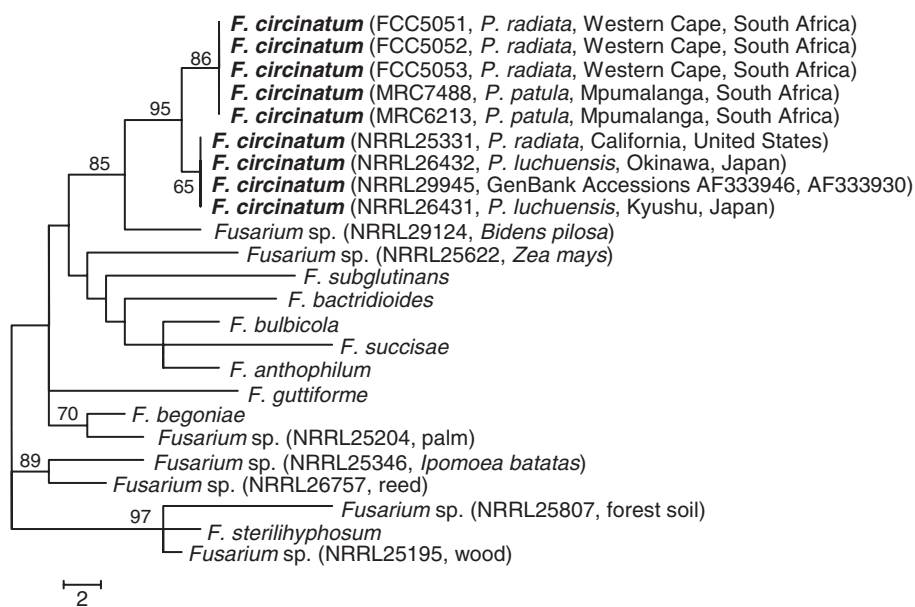 F. circinatum (FCC5051, P. radiata, Western Cape, South Africa)
F. circinatum (FCC5052, P. radiata, Western Cape, South Africa)
86
F. circinatum (FCC5053, P. radiata, Western Cape, South Africa)
F. circinatum (MRC7488, P. patula, Mpumalanga, South Africa)
95
F. circinatum (MRC6213, P. patula, Mpumalanga, South Africa)
F. circinatum (NRRL25331, P. radiata, California, United States)
85
F. circinatum (NRRL26432, P. luchuensis, Okinawa, Japan)
65
F. circinatum (NRRL29945, GenBank Accessions AF333946, AF333930)
F. circinatum (NRRL26431, P. luchuensis, Kyushu, Japan)
Fusarium sp. (NRRL29124, Bidens pilosa)
Fusarium sp. (NRRL25622, Zea mays)
F. subglutinans
F. bactridioides
F. bulbicola
F. succisae
F. anthophilum
F. guttiforme
70
F. begoniae
Fusarium sp. (NRRL25204, palm)
89
Fusarium sp. (NRRL25346, Ipomoea batatas)
Fusarium sp. (NRRL26757, reed)
97
Fusarium sp. (NRRL25807, forest soil)
F. sterilihyphosum
Fusarium sp. (NRRL25195, wood)
2